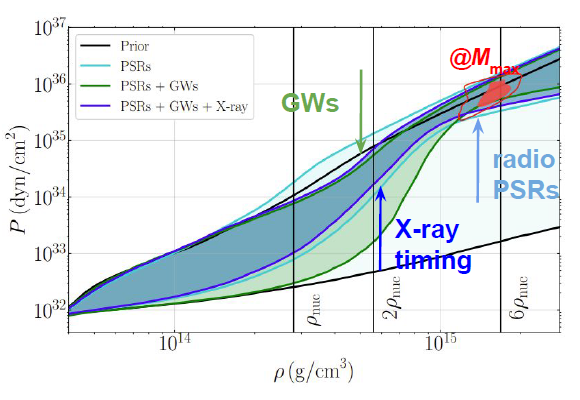 10^37
10^36
10^35
10^34
10^33
10^32
P (dyn/cm^2)
Prior
PSRs
PSRs + GWs
PSRs + GWs + X-ray
GWs
@M_max
radio
PSRs
X-ray
timing
ρ_nuc
2ρ_nuc
6ρ_nuc
10^14
10^15
ρ (g/cm^3)